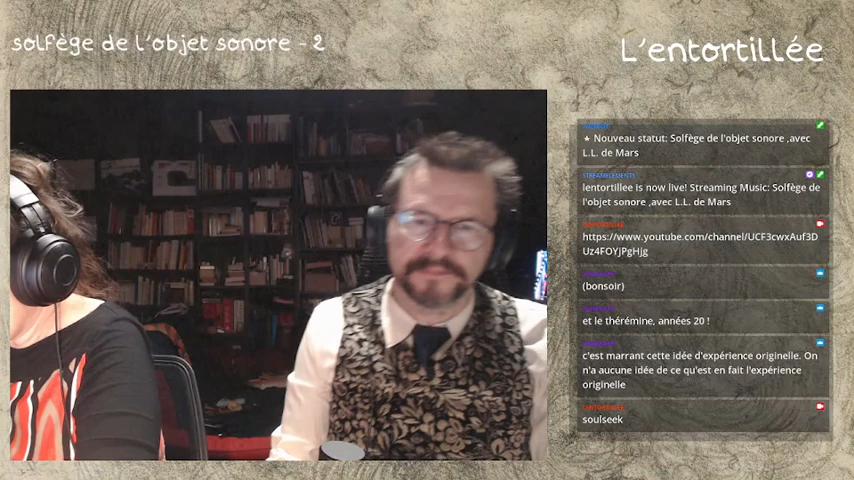 solfège de l'objet sonore - 2
L'entortillée
★ Nouveau statut: Solfège de l'objet sonore ,avec
L.L. de Mars
STREAMELEMENTS
lentortillee is now live! Streaming Music: Solfège de
l'objet sonore ,avec L.L. de Mars
https://www.youtube.com/channel/UCF3cwxAuf3D
Uz4FOYJPgHJg
(bonsoir)
et le thérémine, années 20 !
c'est marrant cette idée d'expérience originelle. On
n'a aucune idée de ce qu'est en fait l'expérience
originelle
soulseek